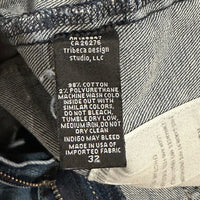 CA 26276
Tribeca Design
Studio, LLC
98% COTTON
2% POLYURETHANE
MACHINE WASH COLD
INSIDE OUT WITH
SIMILAR COLORS.
DO NOT BLEACH,
TUMBLE DRY LOW,
MEDIUM IRON, DO NOT
DRY CLEAN
INDIGO MAY BLEED
MADE IN USA OF
IMPORTED FABRIC
32